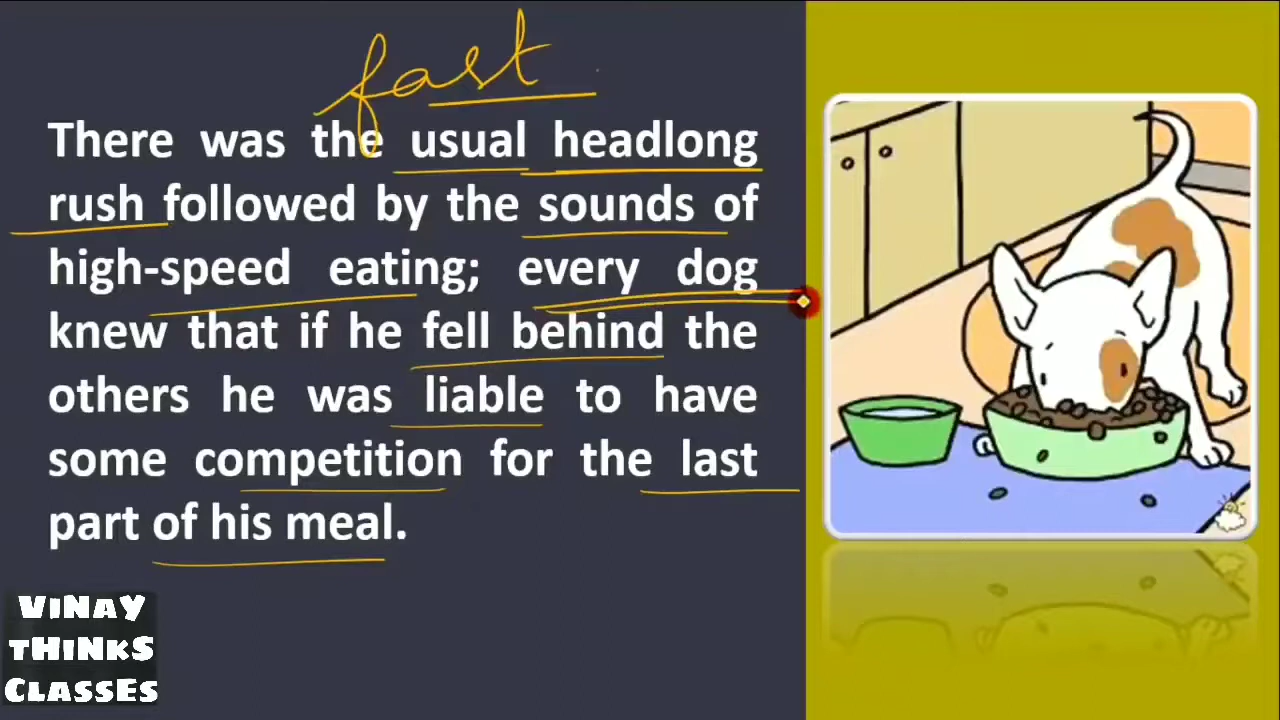 fast
There was the usual headlong
rush followed by the sounds of
high-speed eating; every dog
knew that if he fell behind the
others he was liable to have
some competition for the last
part of his meal.
VINAY
THINKS
CLASSES